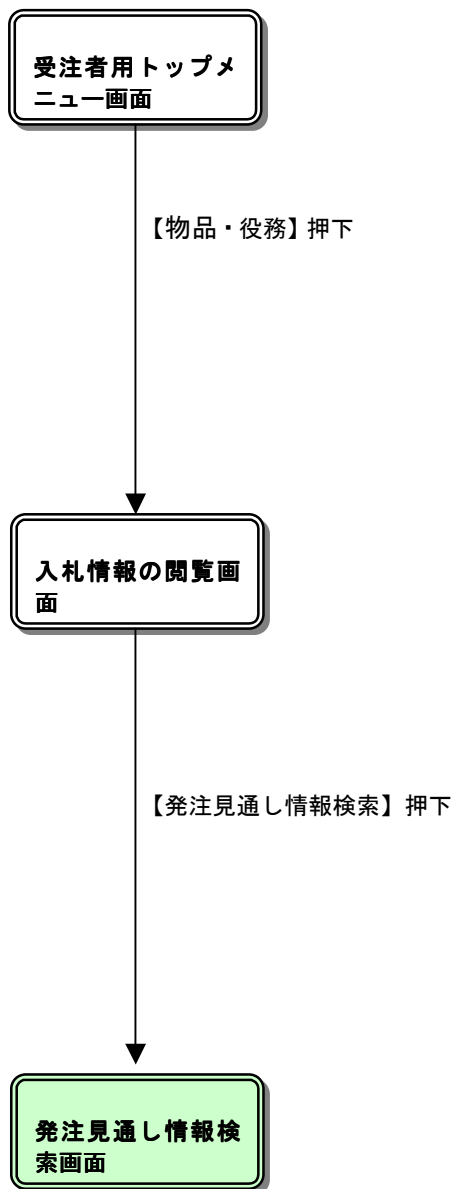 受注者用トップメ
ニュー画面
【物品・役務】押下
入札情報の閲覧画
面
【発注見通し情報検索】押下
発注見通し情報検
索画面